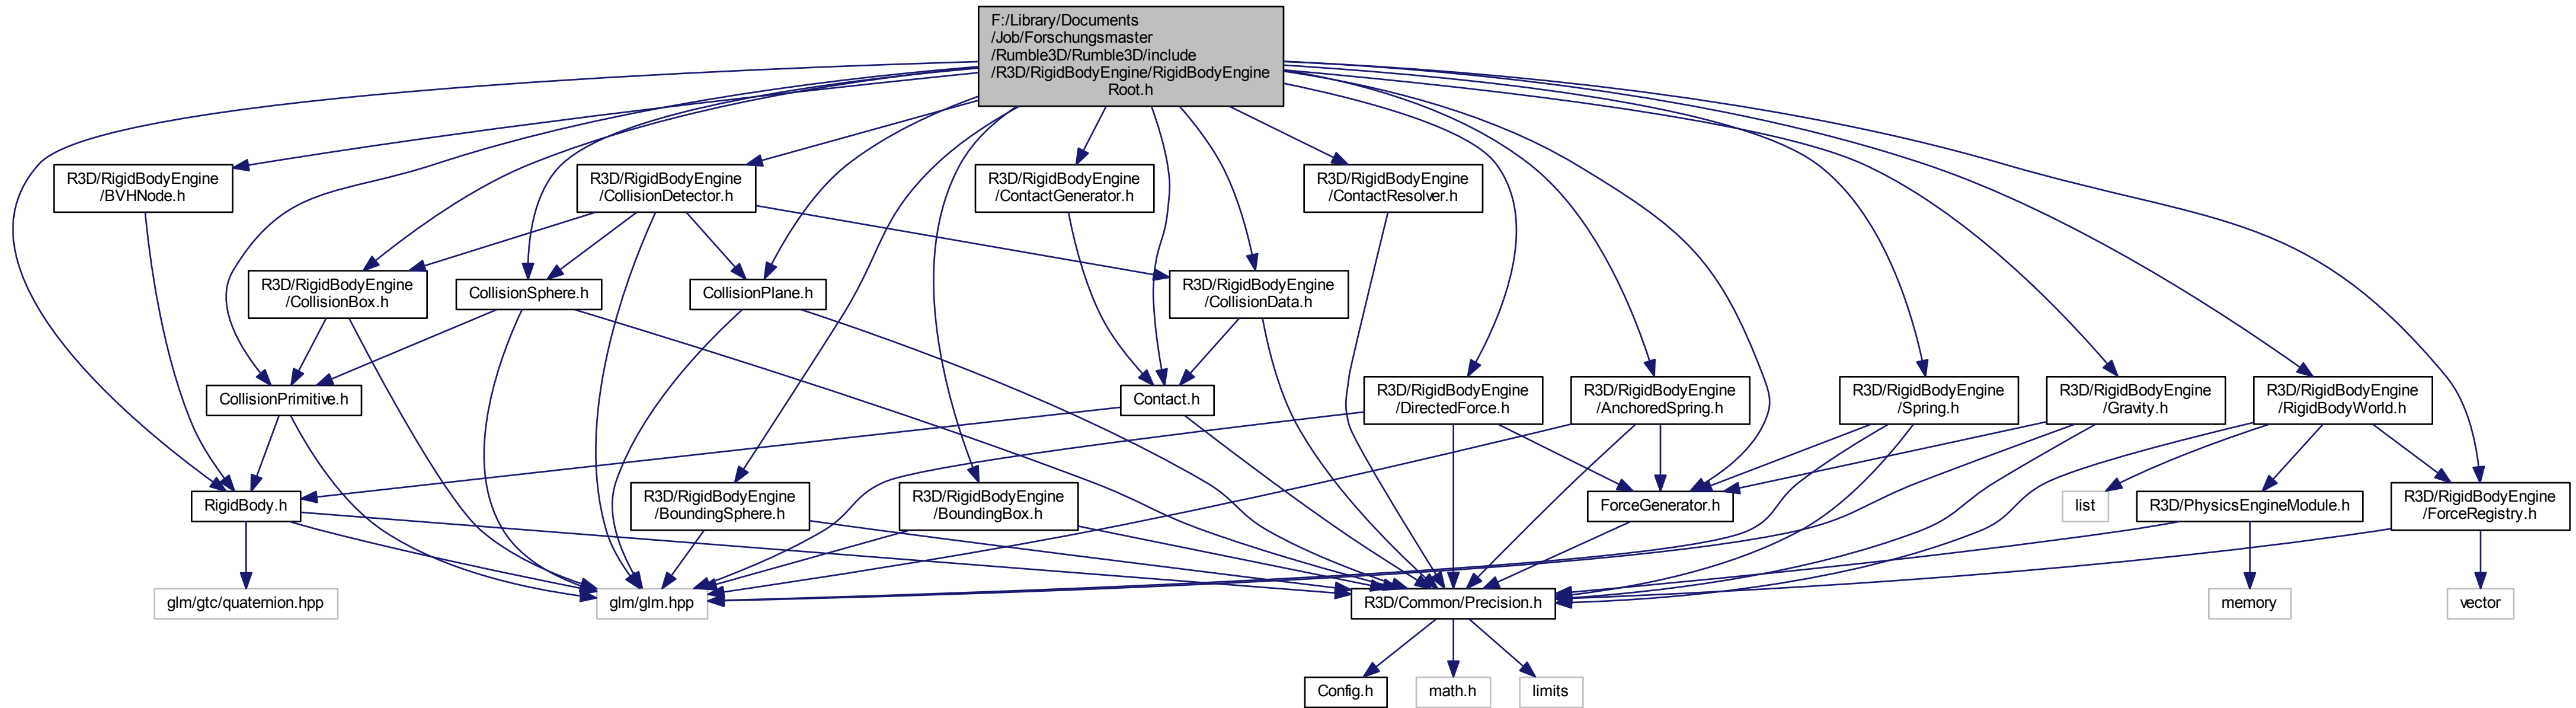 F:/Library/Documents
/Job/Forschungsmaster
/Rumble3D/Rumble3D/include
/R3D/RigidBodyEngine/RigidBodyEngine
Root.h
R3D/RigidBodyEngine
/BVHNode.h
R3D/RigidBodyEngine
/CollisionDetector.h
R3D/RigidBodyEngine
/ContactGenerator.h
R3D/RigidBodyEngine
/ContactResolver.h
R3D/RigidBodyEngine
/CollisionBox.h
CollisionSphere.h
CollisionPlane.h
R3D/RigidBodyEngine
/CollisionData.h
CollisionPrimitive.h
Contact.h
R3D/RigidBodyEngine
/DirectedForce.h
R3D/RigidBodyEngine
/AnchoredSpring.h
R3D/RigidBodyEngine
/Spring.h
R3D/RigidBodyEngine
/Gravity.h
R3D/RigidBodyEngine
/RigidBodyWorld.h
RigidBody.h
R3D/RigidBodyEngine
/BoundingSphere.h
R3D/RigidBodyEngine
/BoundingBox.h
ForceGenerator.h
list
R3D/PhysicsEngineModule.h
R3D/RigidBodyEngine
/ForceRegistry.h
glm/gtc/quaternion.hpp
glm/glm.hpp
R3D/Common/Precision.h
memory
vector
Config.h
math.h
limits